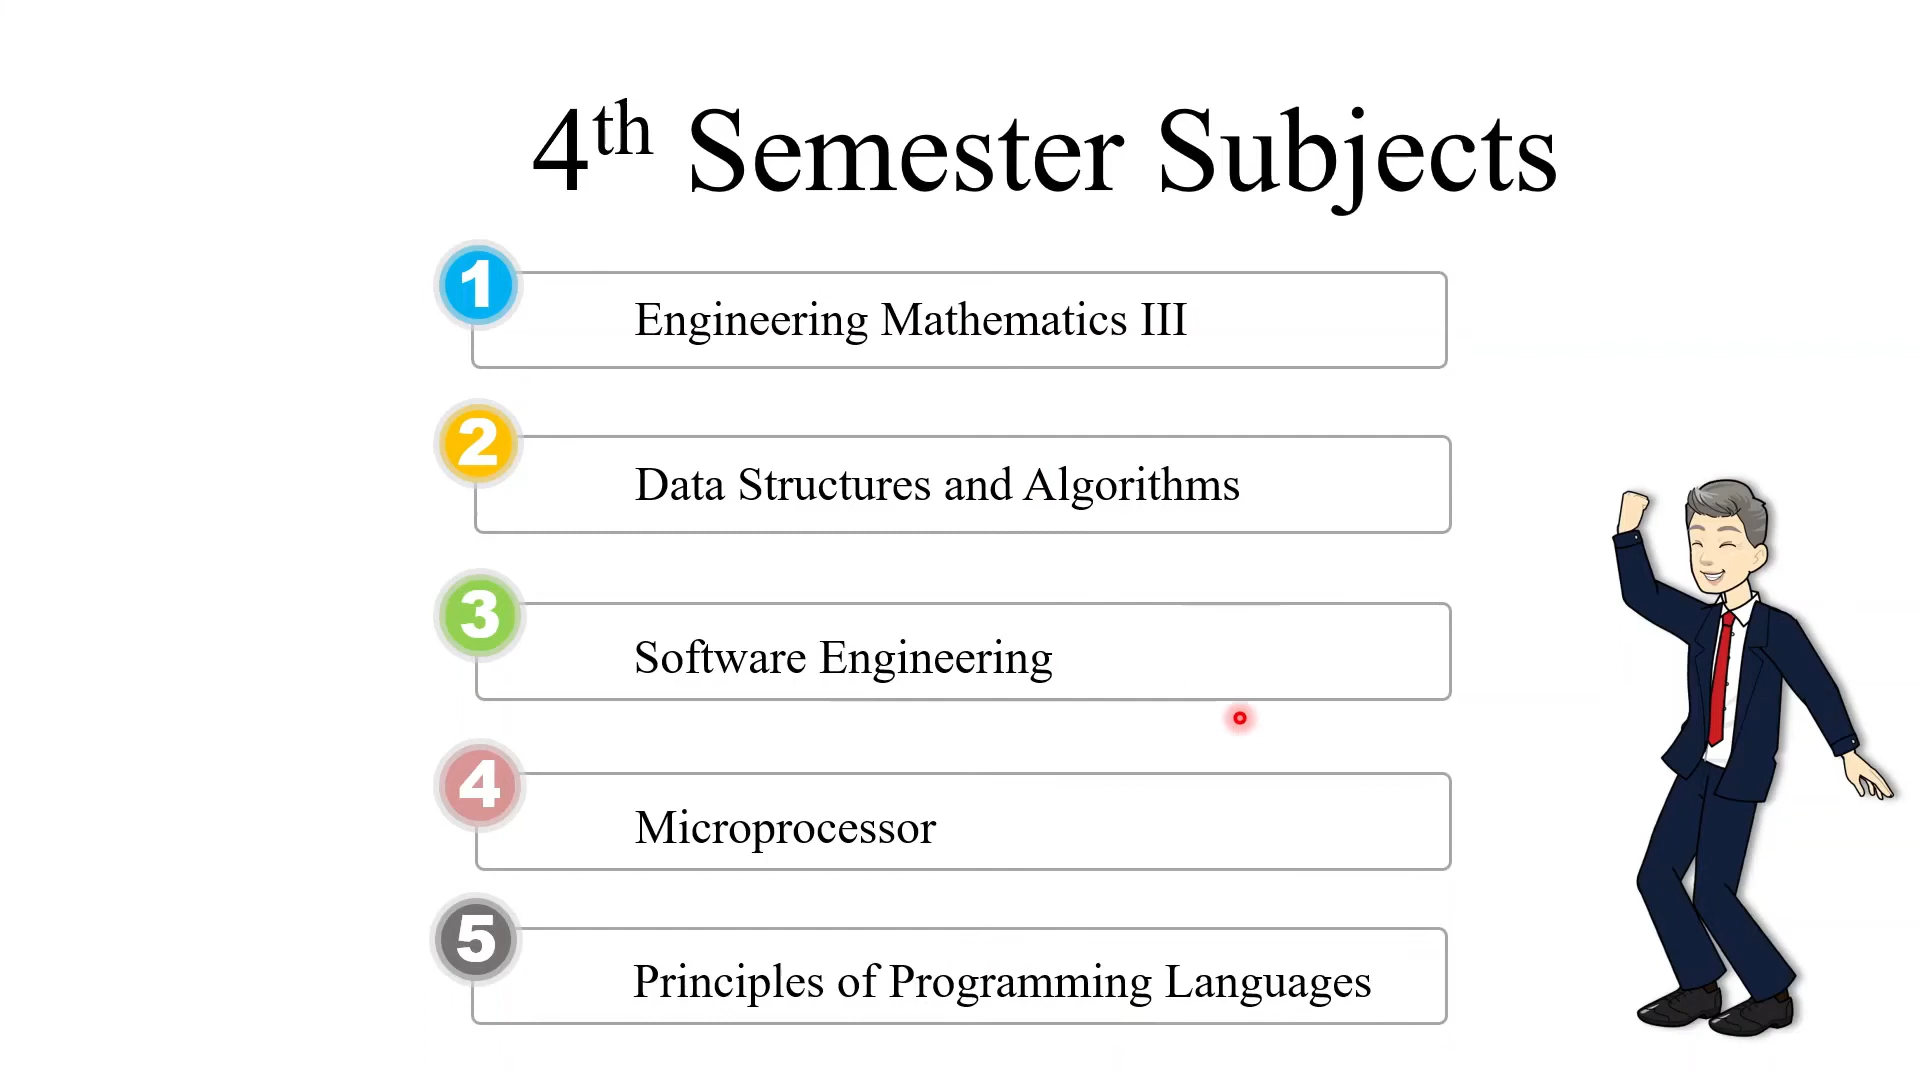 4th Semester Subjects
1
Engineering Mathematics III
2
Data Structures and Algorithms
3
Software Engineering
4
Microprocessor
5
Principles of Programming Languages